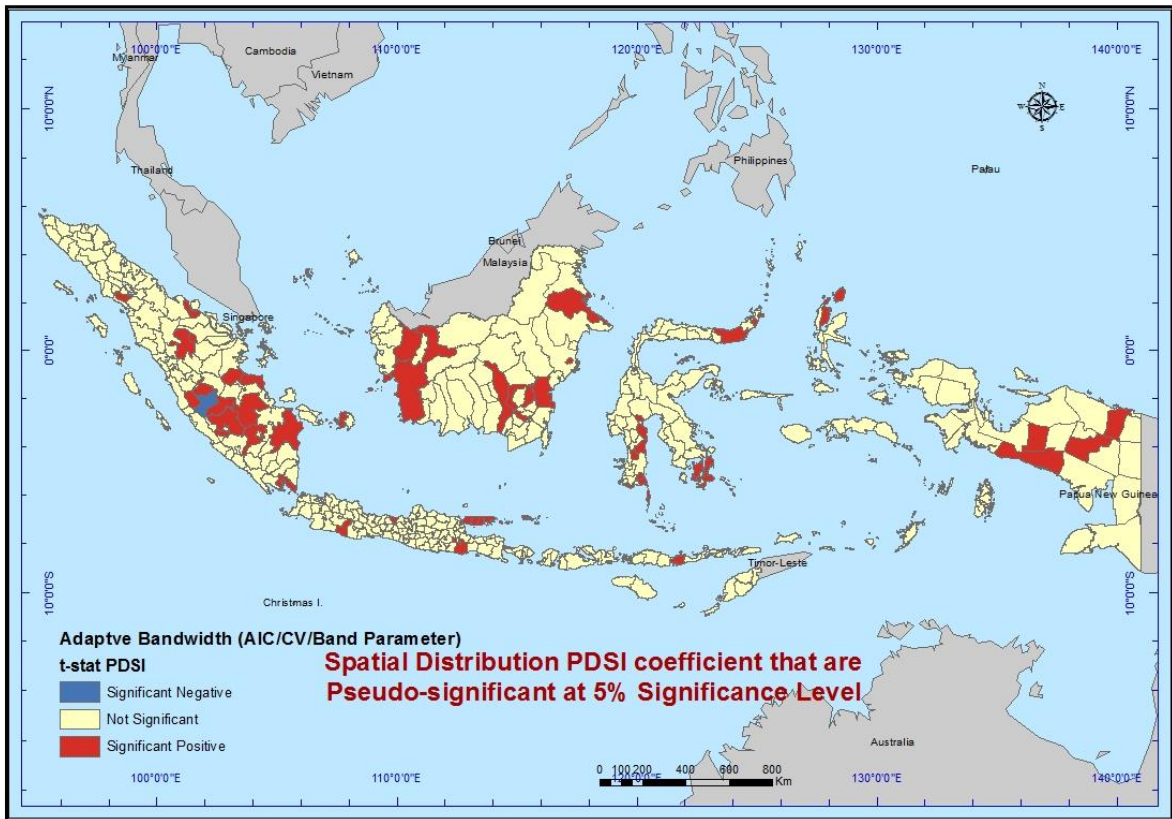 100°0'0"E
110°0'0"E
120°0'0"E
130°0'0"E
140°0'0"E
Myanmar
Cambodia
Vietnam
N
W
E
S
10°0'0"N
10°0'0"N
Thailand
Philippines
Palau
Brunei
Malaysia
Singapore
0°0'0"
0°0'0"
Papua New Guinea
Timor-Leste
10°0'0"S
10°0'0"S
Christmas I.
Adaptve Bandwidth (AIC/CV/Band Parameter)
t-stat PDSI
Significant Negative
Not Significant
Significant Positive
Spatial Distribution PDSI coefficient that are
Pseudo-significant at 5% Significance Level
Australia
0 100 200 400 600 800
Km
100°0'0"E
110°0'0"E
120°0'0"E
130°0'0"E
140°0'0"E